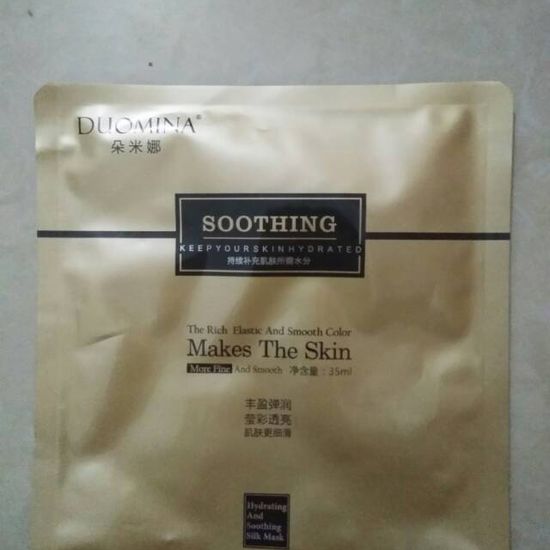 DUOMINA®
朵米娜
SOOTHING
KEEPYOURSKINHYDRATED
持续补充肌肤所需水分
The Rich Elastic And Smooth Color
Makes The Skin
More Fine And Smooth 净含量:35ml
丰盈弹润
莹彩透亮
肌肤更细滑
Hydrating
And
Soothing
Silk Mask